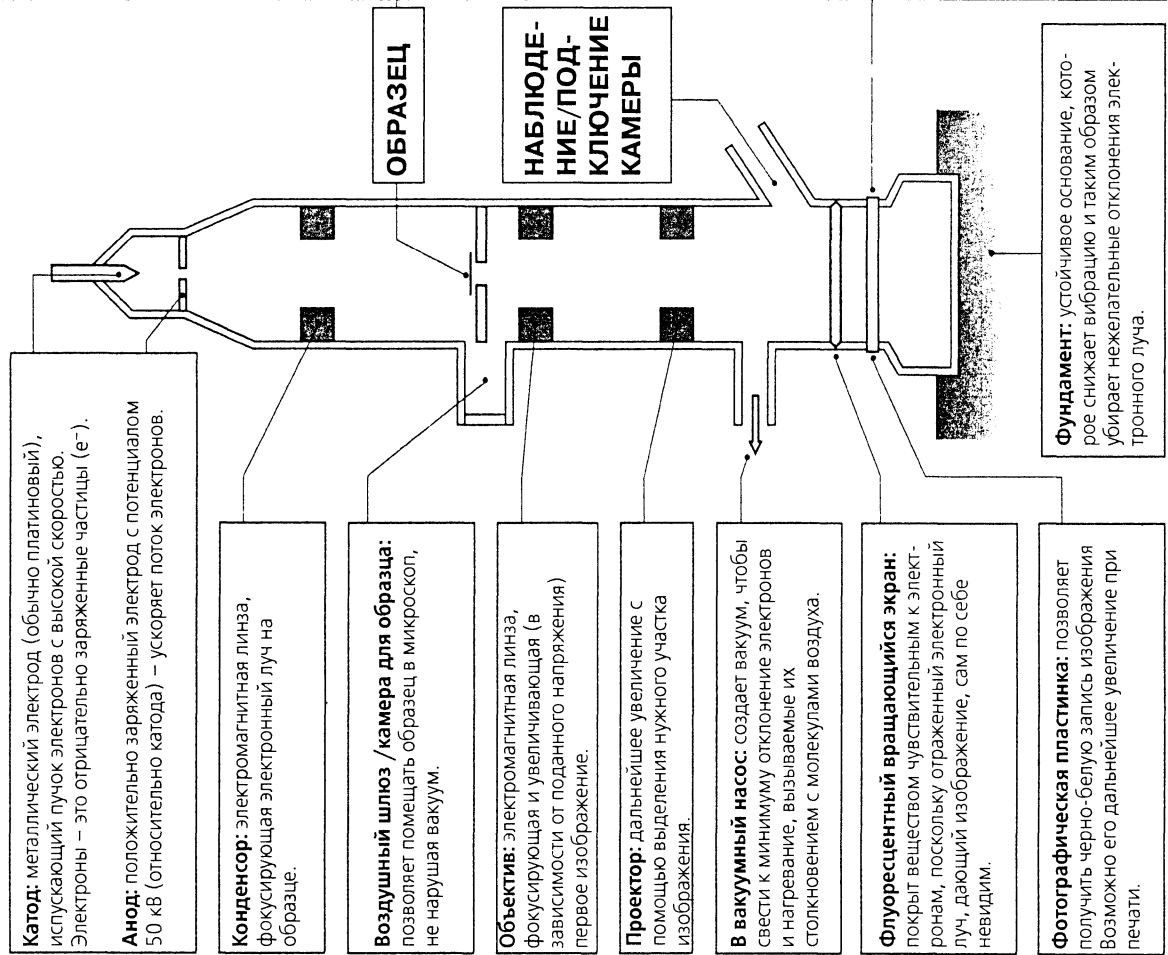 Катод: металлический электрод (обычно платиновый),
испускающий пучок электронов с высокой скоростью.
Электроны – это отрицательно заряженные частицы (e⁻).
Анод: положительно заряженный электрод с потенциалом
50 кВ (относительно катода) – ускоряет поток электронов.
Конденсор: электромагнитная линза,
фокусирующая электронный луч на
образце.
Воздушный шлюз /камера для образца:
позволяет помещать образец в микроскоп,
не нарушая вакуум.
Объектив: электромагнитная линза,
фокусирующая и увеличивающая (в
зависимости от поданного напряжения)
первое изображение.
Проектор: дальнейшее увеличение с
помощью выделения нужного участка
изображения.
В вакуумный насос: создает вакуум, чтобы
свести к минимуму отклонение электронов
и нагревание, вызываемые их
столкновением с молекулами воздуха.
Флуоресцентный вращающийся экран:
покрыт веществом чувствительным к элект-
ронам, поскольку отраженный электронный
луч, дающий изображение, сам по себе
невидим.
Фотографическая пластинка: позволяет
получить черно-белую запись изображения
Возможно его дальнейшее увеличение при
печати.
ОБРАЗЕЦ
НАБЛЮДЕ-
НИЕ/ПОД-
КЛЮЧЕНИЕ
КАМЕРЫ
Фундамент: устойчивое основание, кото-
рое снижает вибрацию и таким образом
убирает нежелательные отклонения элек-
тронного луча.